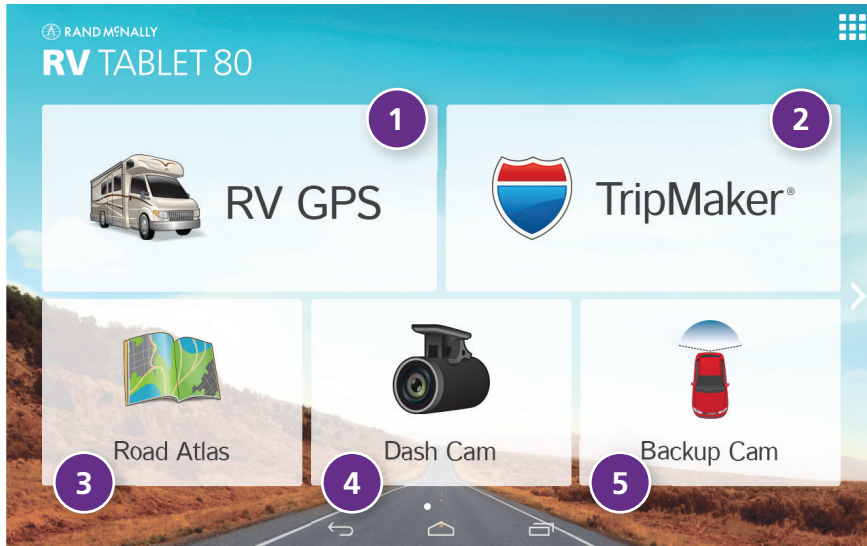 RAND MCNALLY
RV TABLET 80
1
2
RV GPS
TripMaker®
Road Atlas
Dash Cam
Backup Cam
3
4
5